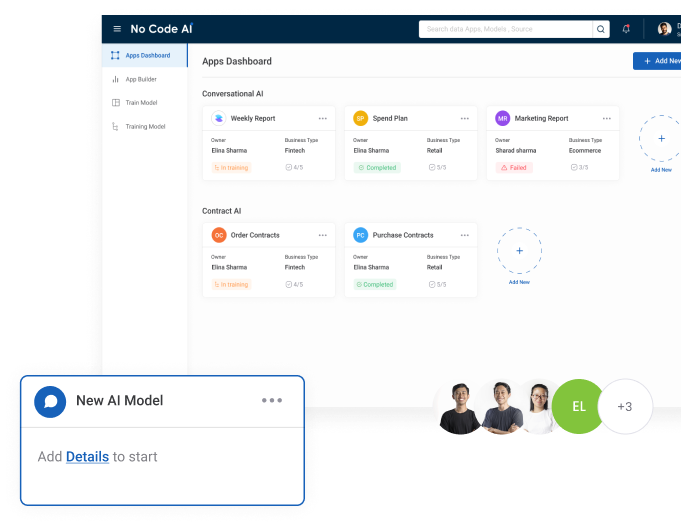 No Code AI
Search data Apps, Models , Source
Apps Dashboard
App Builder
Train Model
Training Model
Apps Dashboard
+ Add New
Conversational AI
Weekly Report
Owner Business Type
Elina Sharma Fintech
In training 4/5
SP Spend Plan
Owner Business Type
Elina Sharma Retail
Completed 5/5
MR Marketing Report
Owner Business Type
Sharad sharma Ecommerce
Failed 3/5
+
Add New
Contract AI
OC Order Contracts
Owner Business Type
Elina Sharma Fintech
In training 4/5
PC Purchase Contracts
Owner Business Type
Elina Sharma Retail
Completed 5/5
+
Add New
New AI Model
Add Details to start
EL
+3